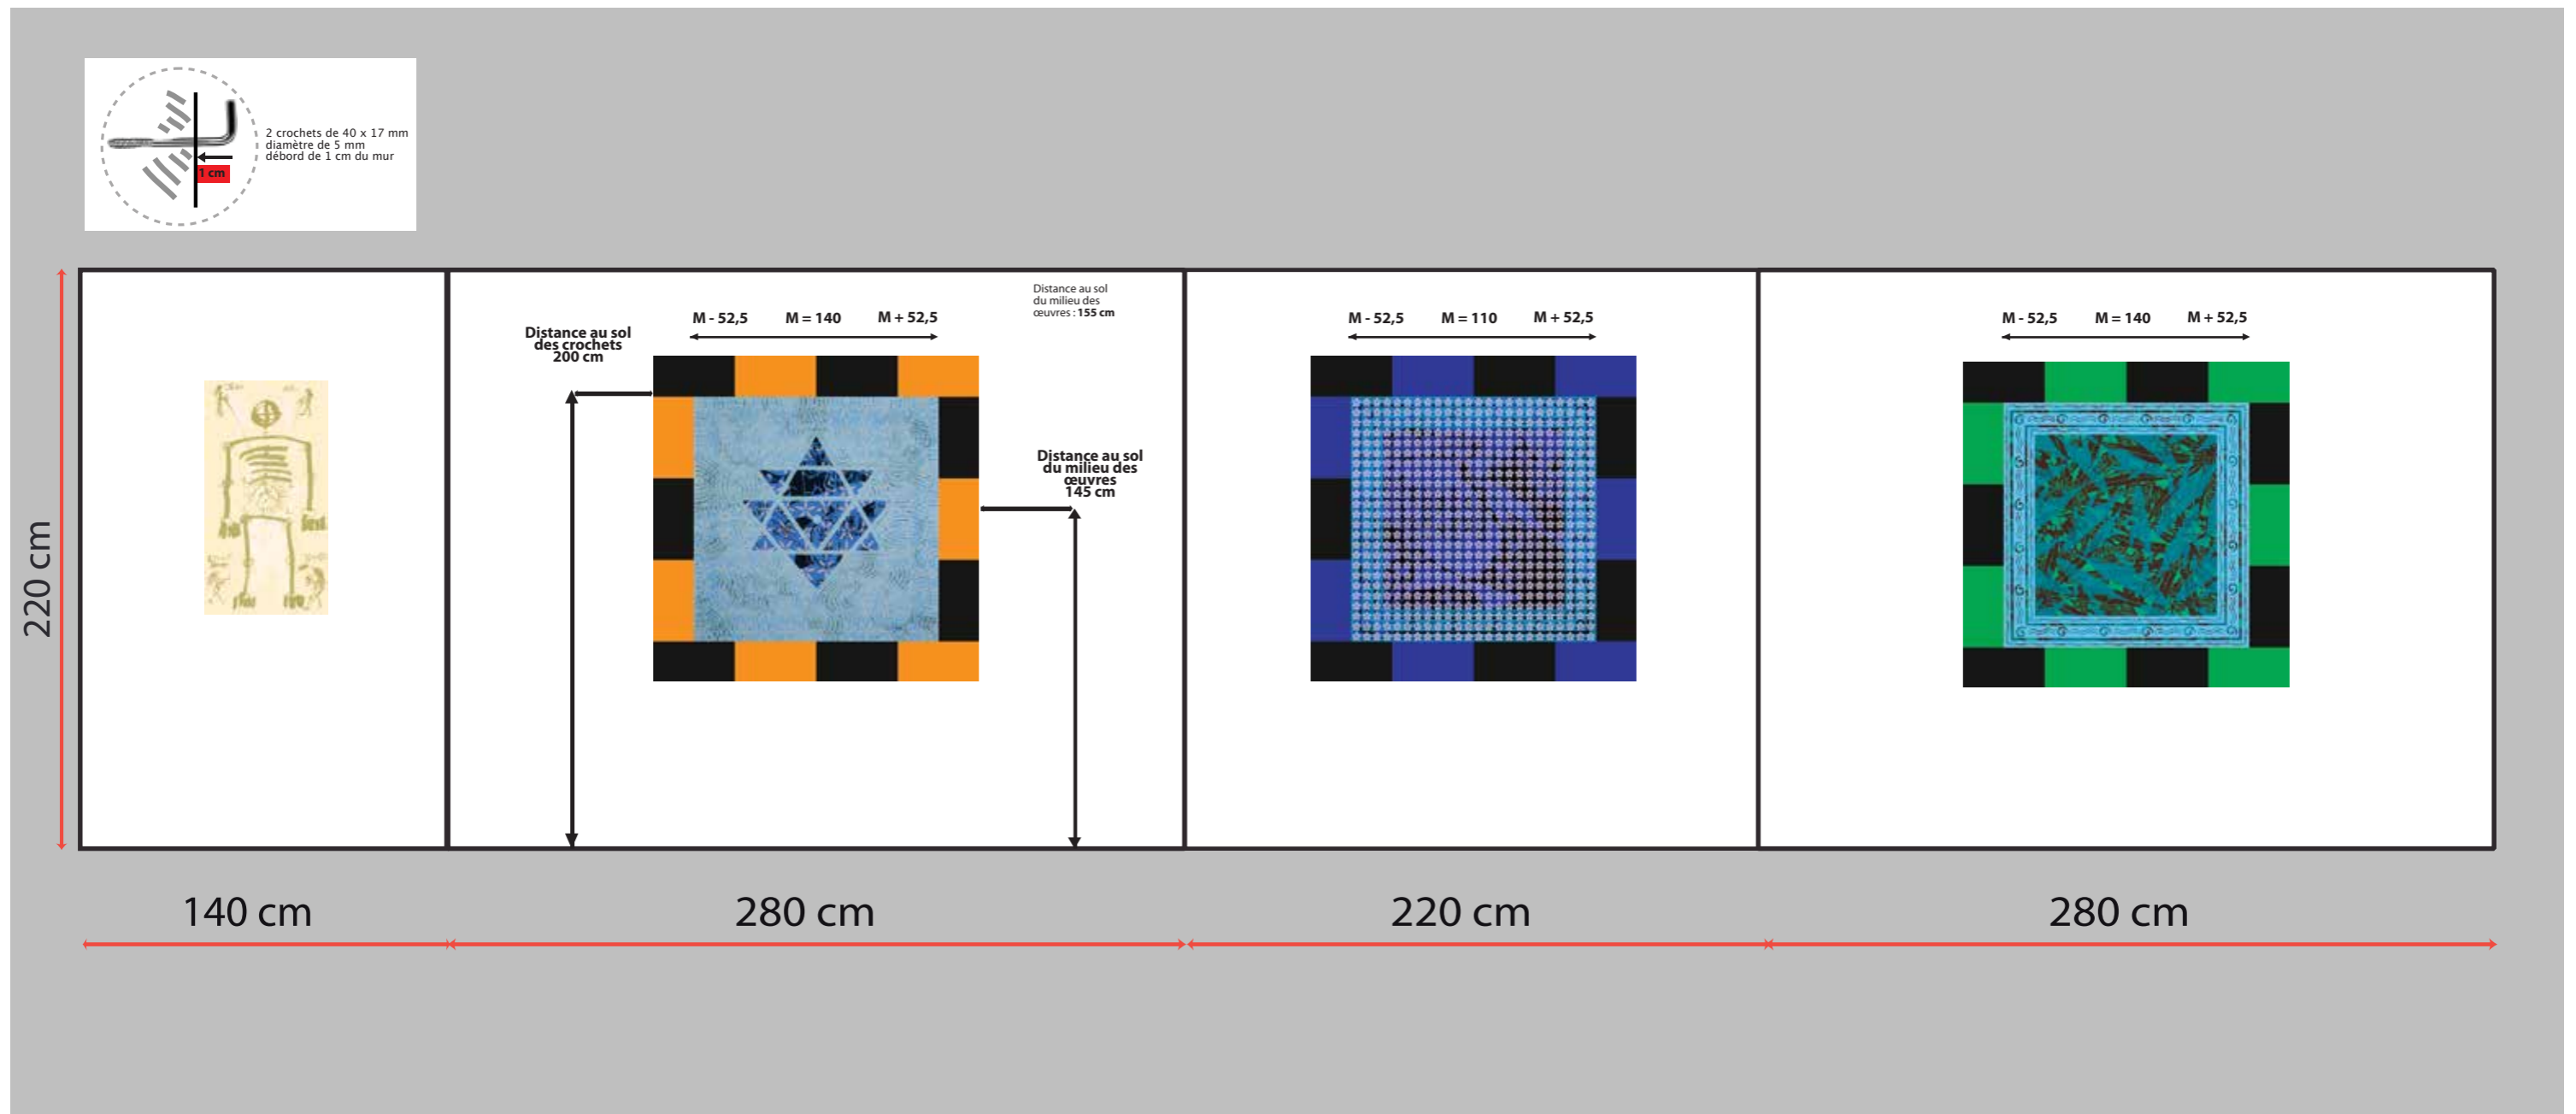 2 crochets de 40 x 17 mm
diamètre de 5 mm
débord de 1 cm du mur
1 cm
Distance au sol
du milieu des
œuvres : 155 cm
M - 52,5 M = 140 M + 52,5
M - 52,5 M = 110 M + 52,5
M - 52,5 M = 140 M + 52,5
Distance au sol
des crochets
200 cm
Distance au sol
du milieu des
œuvres
145 cm
220 cm
140 cm
280 cm
220 cm
280 cm